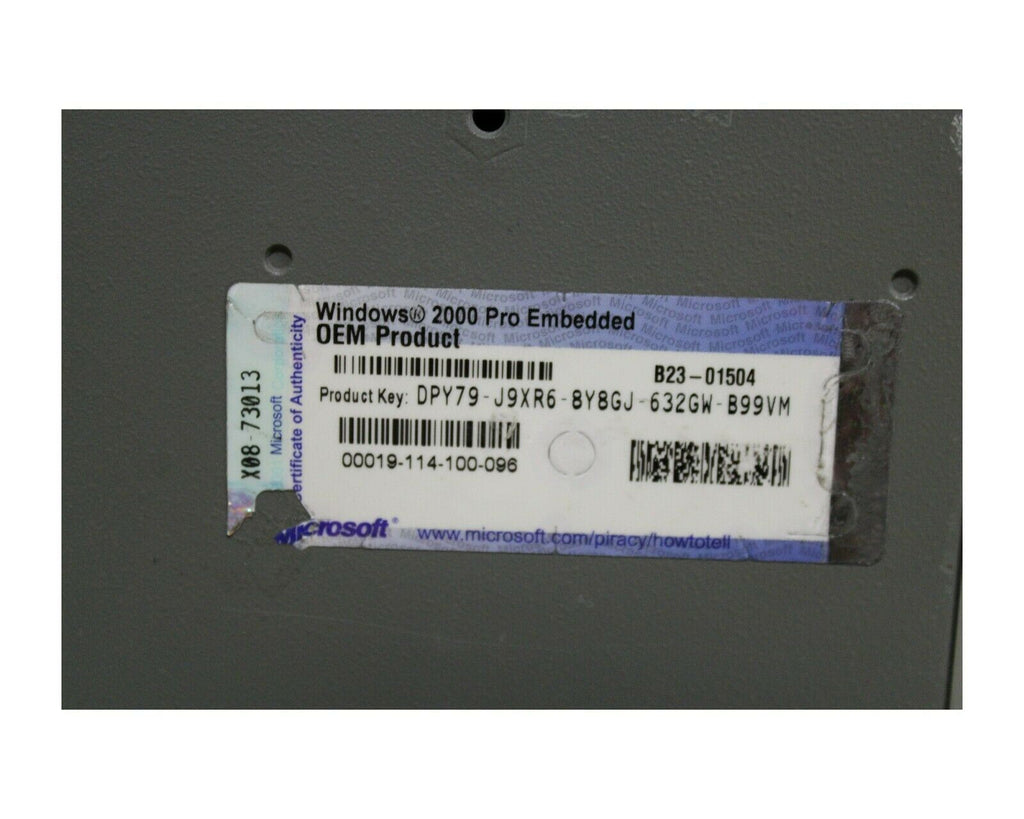 Windows® 2000 Pro Embedded
OEM Product
B23-01504
Product Key: DPY79-J9XR6-8Y8GJ-632GW-B99VM
00019-114-100-096
Microsoft® www.microsoft.com/piracy/howtotell
X08-73013
Microsoft Corporation
Certificate of Authenticity